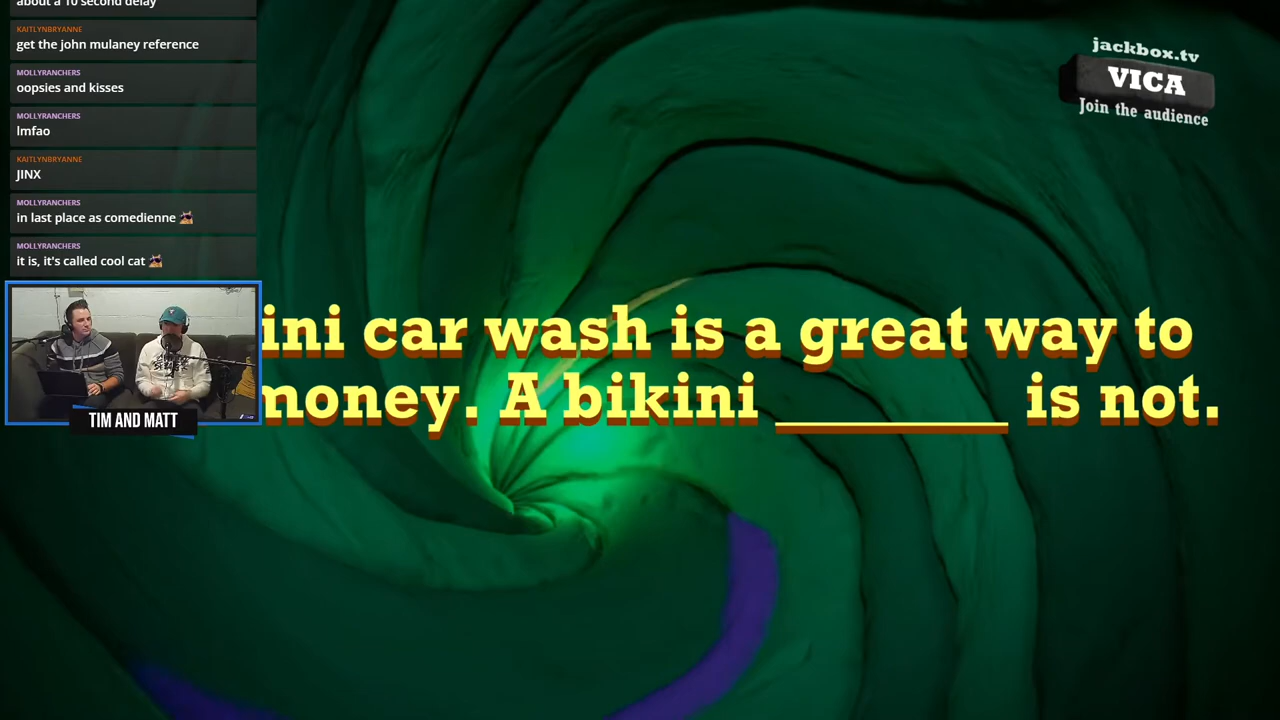 about a 10 second delay
KAITLYNBRYANNE
get the john mulaney reference
MOLLYRANCHERS
oopsies and kisses
MOLLYRANCHERS
lmfao
KAITLYNBRYANNE
JINX
MOLLYRANCHERS
in last place as comedienne
MOLLYRANCHERS
it is, it's called cool cat
TIM AND MATT
jackbox.tv
VICA
Join the audience
ini car wash is a great way to
money. A bikini ________ is not.